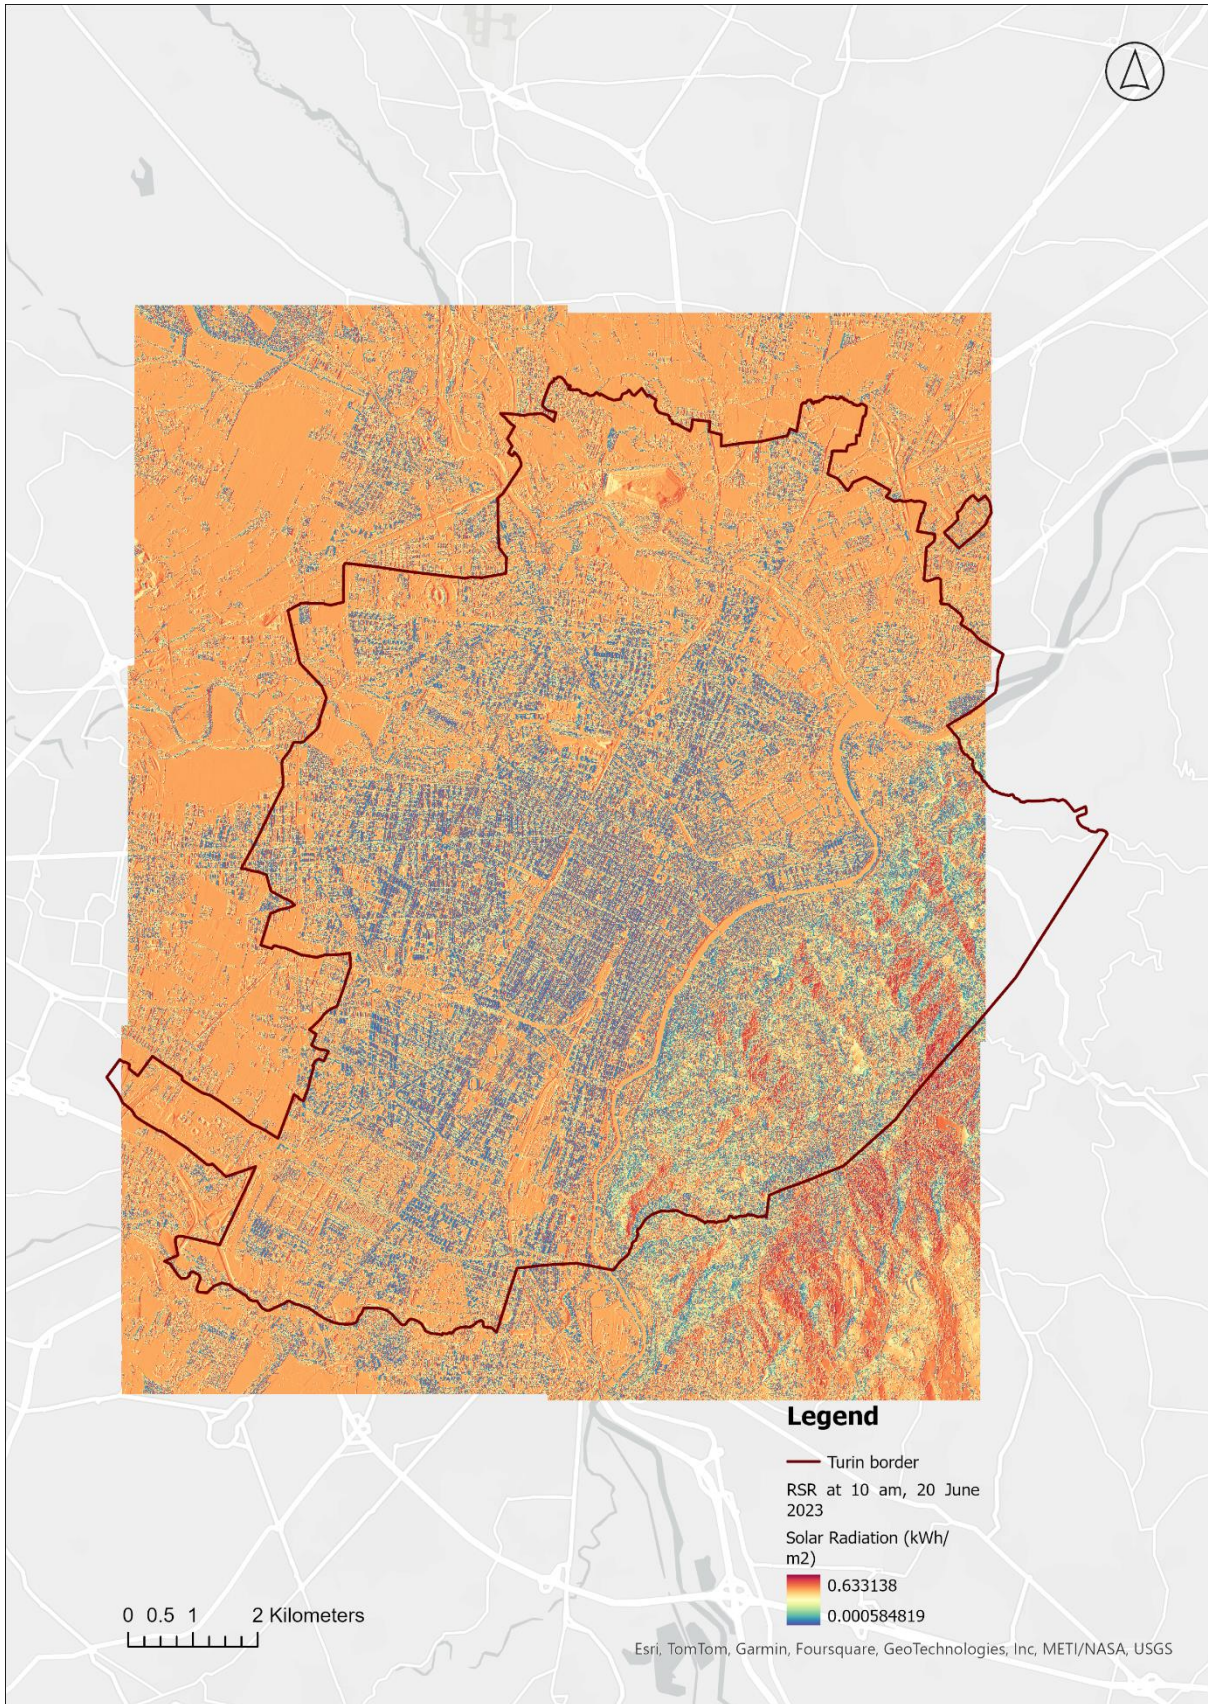 Legend
Turin border
RSR at 10 am, 20 June
2023
Solar Radiation (kWh/
m2)
0.633138
0.000584819
0 0.5 1 2 Kilometers
Esri, TomTom, Garmin, Foursquare, GeoTechnologies, Inc, METI/NASA, USGS